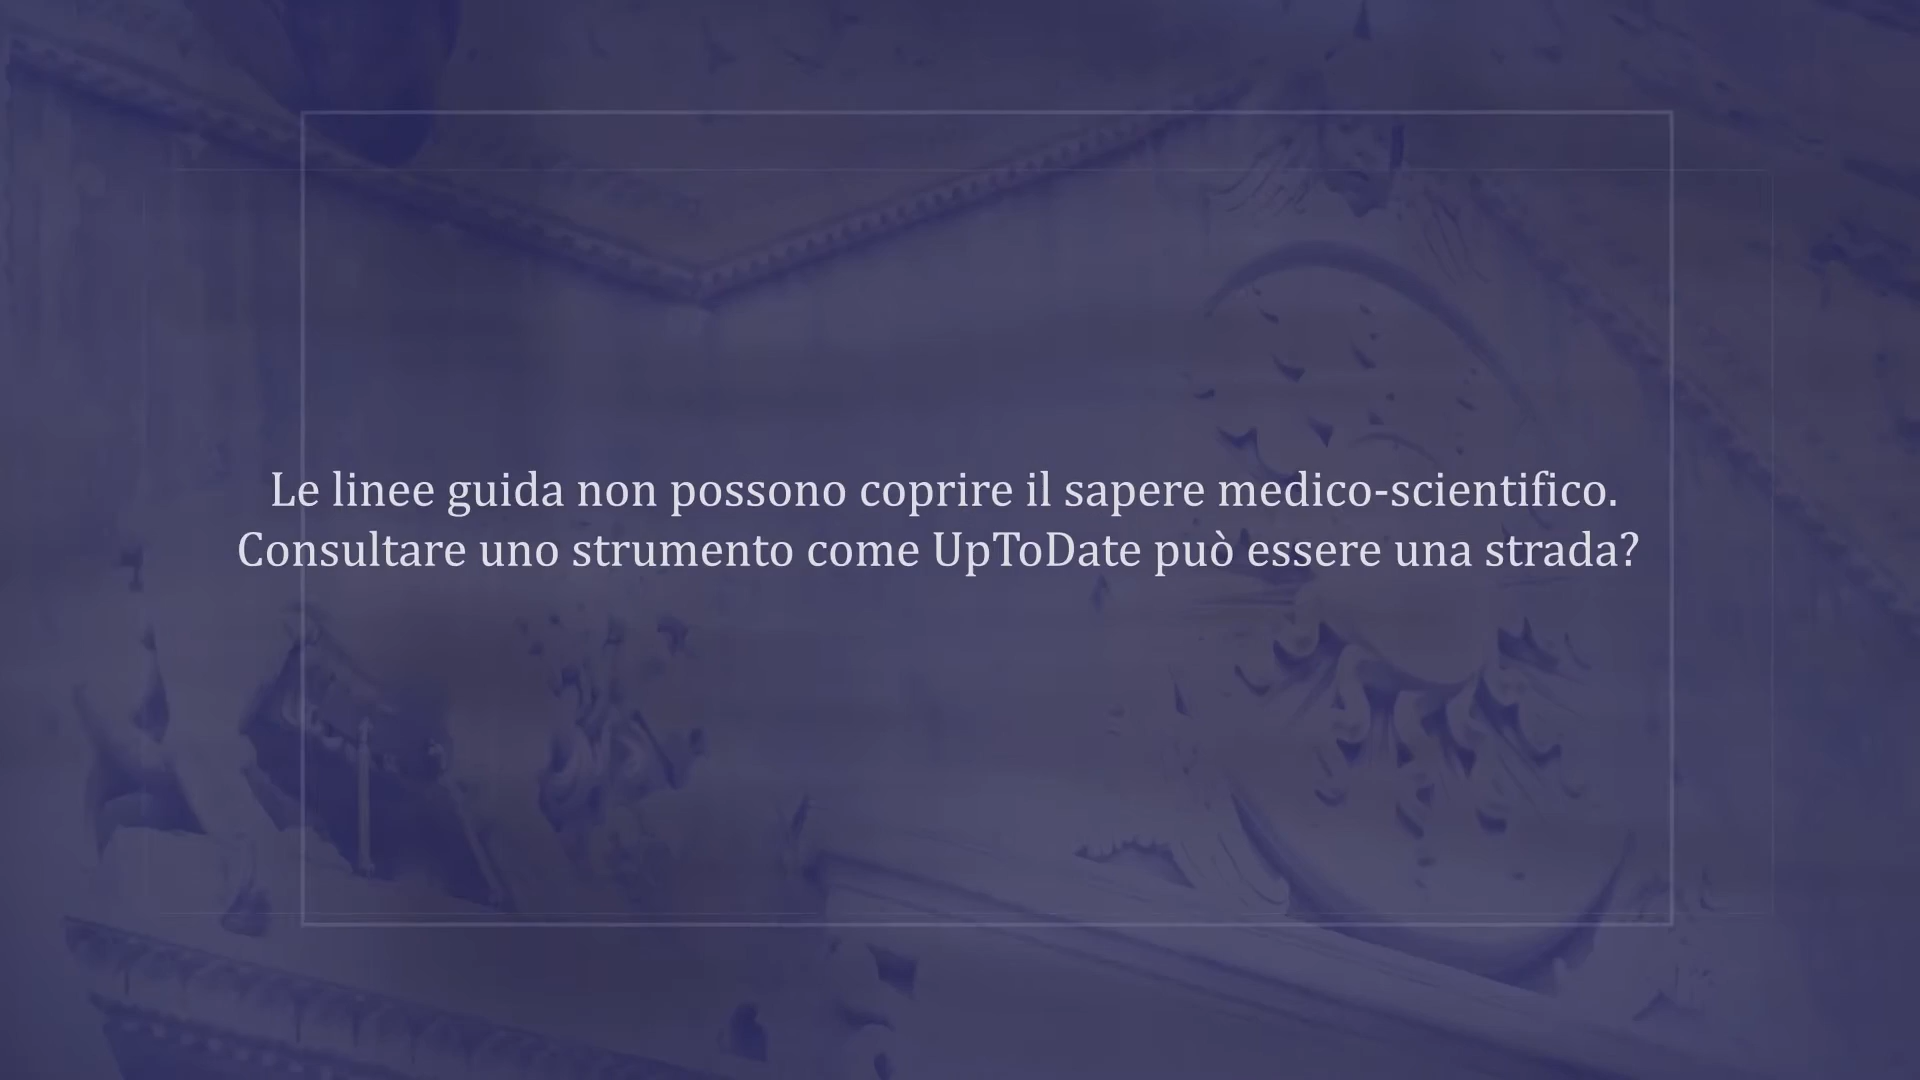 Le linee guida non possono coprire il sapere medico-scientifico.
Consultare uno strumento come UpToDate può essere una strada?